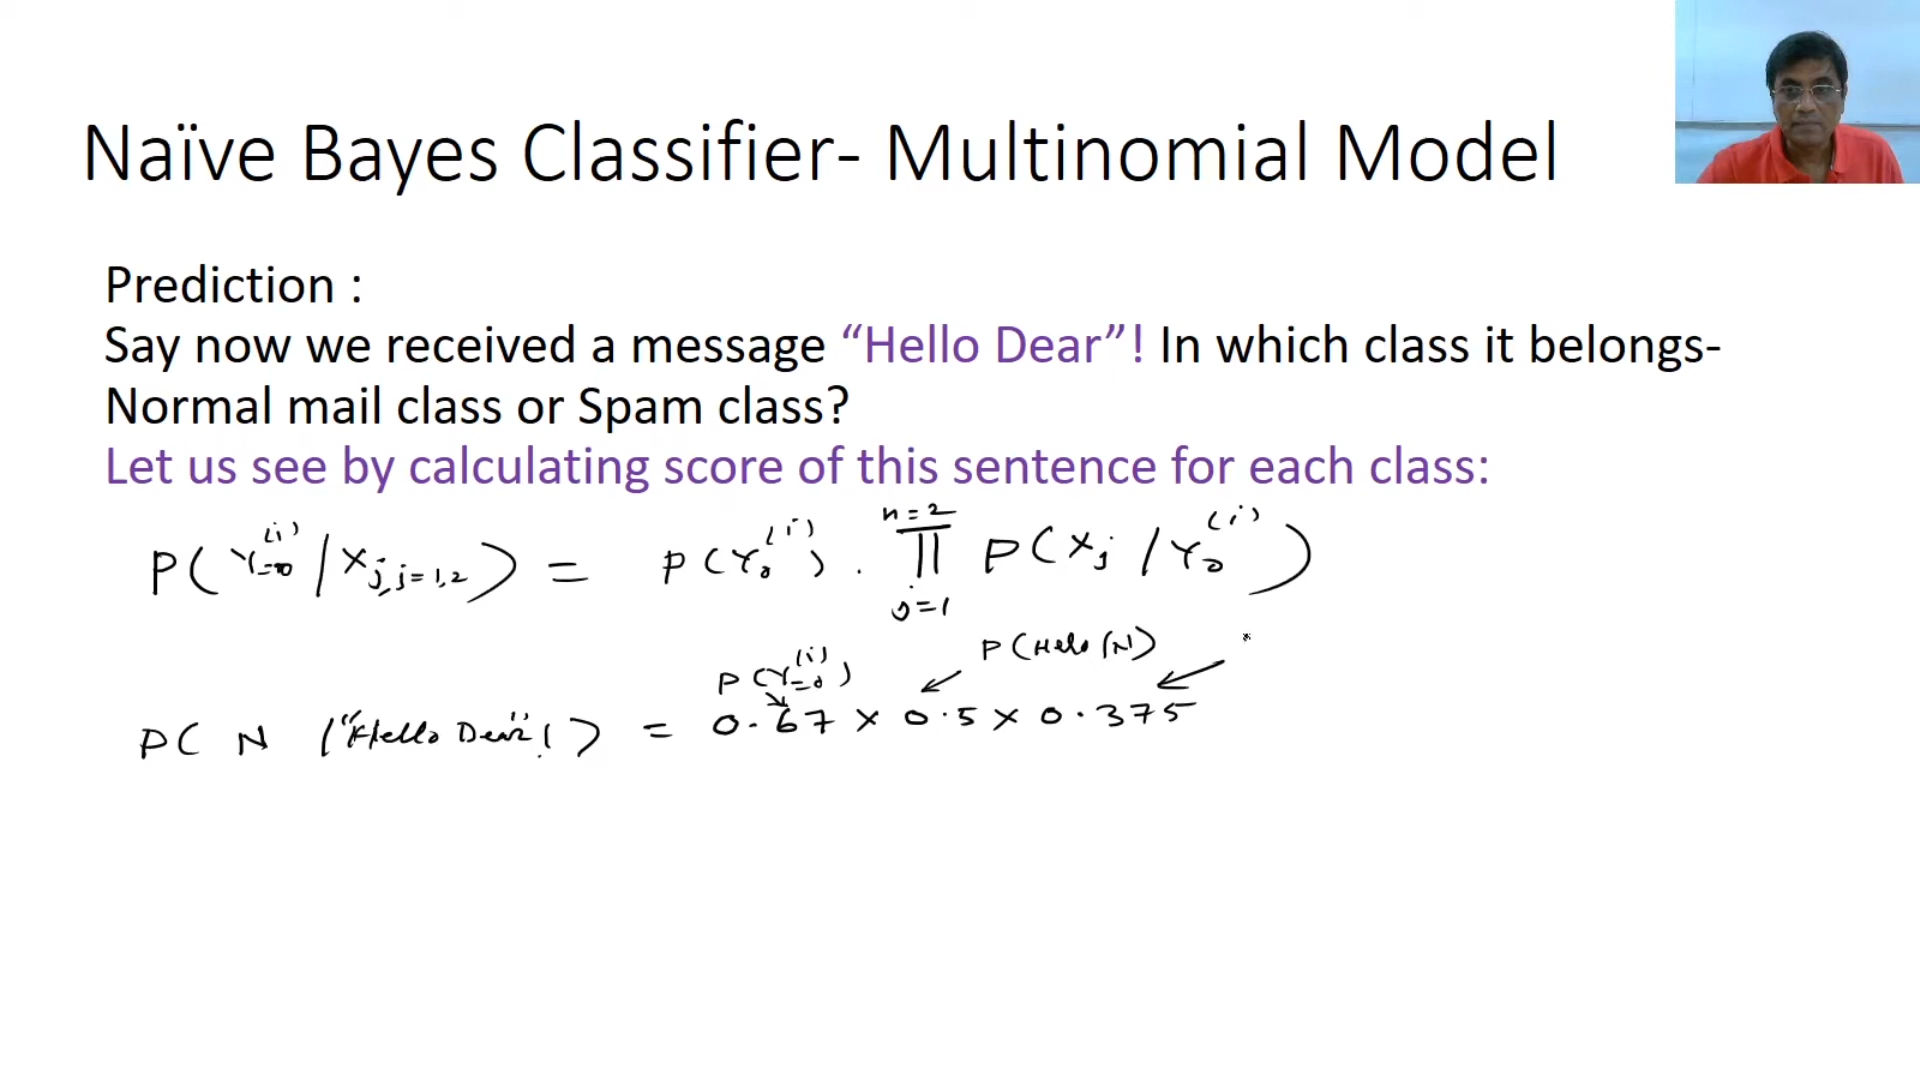 Naïve Bayes Classifier- Multinomial Model
Prediction :
Say now we received a message “Hello Dear”! In which class it belongs-
Normal mail class or Spam class?
Let us see by calculating score of this sentence for each class:
P(Y=0^(i) / Xj, j=1,2) = P(Y0^(i)) . n=2 Π j=1 P(Xj / Y0^(i))
P(Y=0^(i)) P(Hello/N)
P( N / "Hello Dear"!) = 0.67 x 0.5 x 0.375